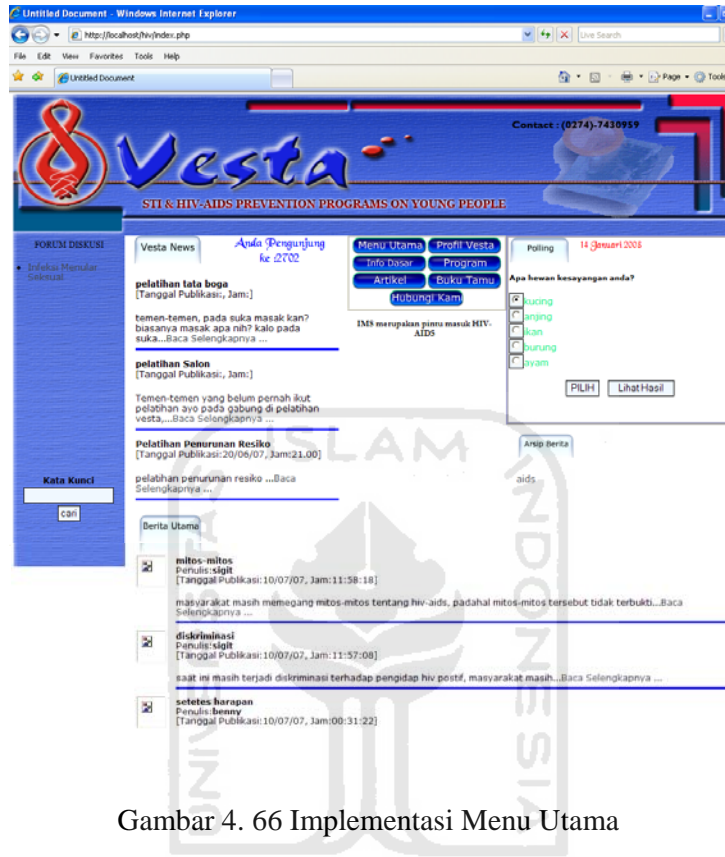 Untitled Document - Windows Internet Explorer
http://localhost/hiv/index.php
Live Search
File Edit View Favorites Tools Help
Untitled Document
Page
Tools
Vesta
Contact : (0274)-7430959
STI & HIV-AIDS PREVENTION PROGRAMS ON YOUNG PEOPLE
FORUM DISKUSI
Infeksi Menular
Seksual
Kata Kunci
cari
Vesta News
Anda Pengunjung
ke :2702
pelatihan tata boga
[Tanggal Publikasi:, Jam:]
temen-temen, pada suka masak kan?
biasanya masak apa nih? kalo pada
suka...Baca Selengkapnya ...
pelatihan Salon
[Tanggal Publikasi:, Jam:]
Temen-temen yang belum pernah ikut
pelatihan ayo pada gabung di pelatihan
vesta,...Baca Selengkapnya ...
Pelatihan Penurunan Resiko
[Tanggal Publikasi:20/06/07, Jam:21.00]
pelatihan penurunan resiko ...Baca
Selengkapnya ...
Menu Utama Profil Vesta
Info Dasar Program
Artikel Buku Tamu
Hubungi Kami
IMS merupakan pintu masuk HIV-
AIDS
Polling
14 Januari 2008
Apa hewan kesayangan anda?
kucing
anjing
ikan
burung
ayam
PILIH Lihat Hasil
Arsip Berita
aids
Berita Utama
mitos-mitos
Penulis:sigit
[Tanggal Publikasi:10/07/07, Jam:11:58:18]
masyarakat masih memegang mitos-mitos tentang hiv-aids, padahal mitos-mitos tersebut tidak terbukti...Baca
Selengkapnya ...
diskriminasi
Penulis:sigit
[Tanggal Publikasi:10/07/07, Jam:11:57:08]
saat ini masih terjadi diskriminasi terhadap pengidap hiv postif, masyarakat masih...Baca Selengkapnya ...
setetes harapan
Penulis:benny
[Tanggal Publikasi:10/07/07, Jam:00:31:22]
ISLAM
UNIVERSITAS
INDONESIA
Gambar 4. 66 Implementasi Menu Utama